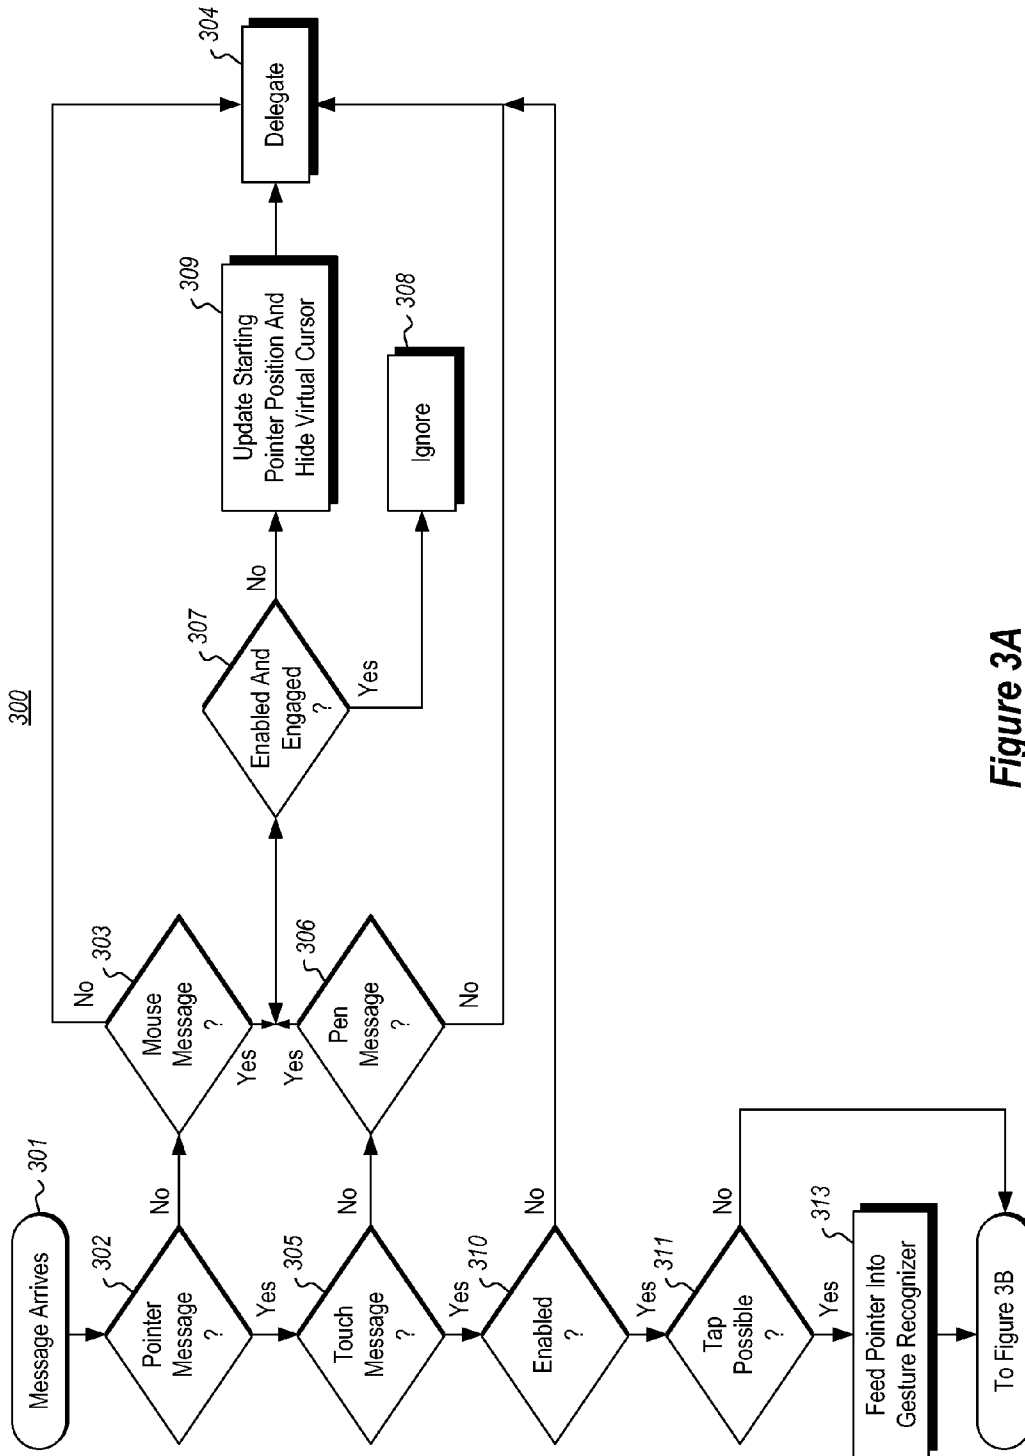 300
Message Arrives
301
Pointer
Message
?
302
No
Yes
Mouse
Message
?
303
No
Yes
Delegate
304
Touch
Message
?
305
No
Yes
Pen
Message
?
306
Yes
No
Enabled And
Engaged
?
307
No
Yes
Ignore
308
Update Starting
Pointer Position And
Hide Virtual Cursor
309
Enabled
?
310
No
Yes
Tap
Possible
?
311
No
Yes
Feed Pointer Into
Gesture Recognizer
313
To Figure 3B
Figure 3A